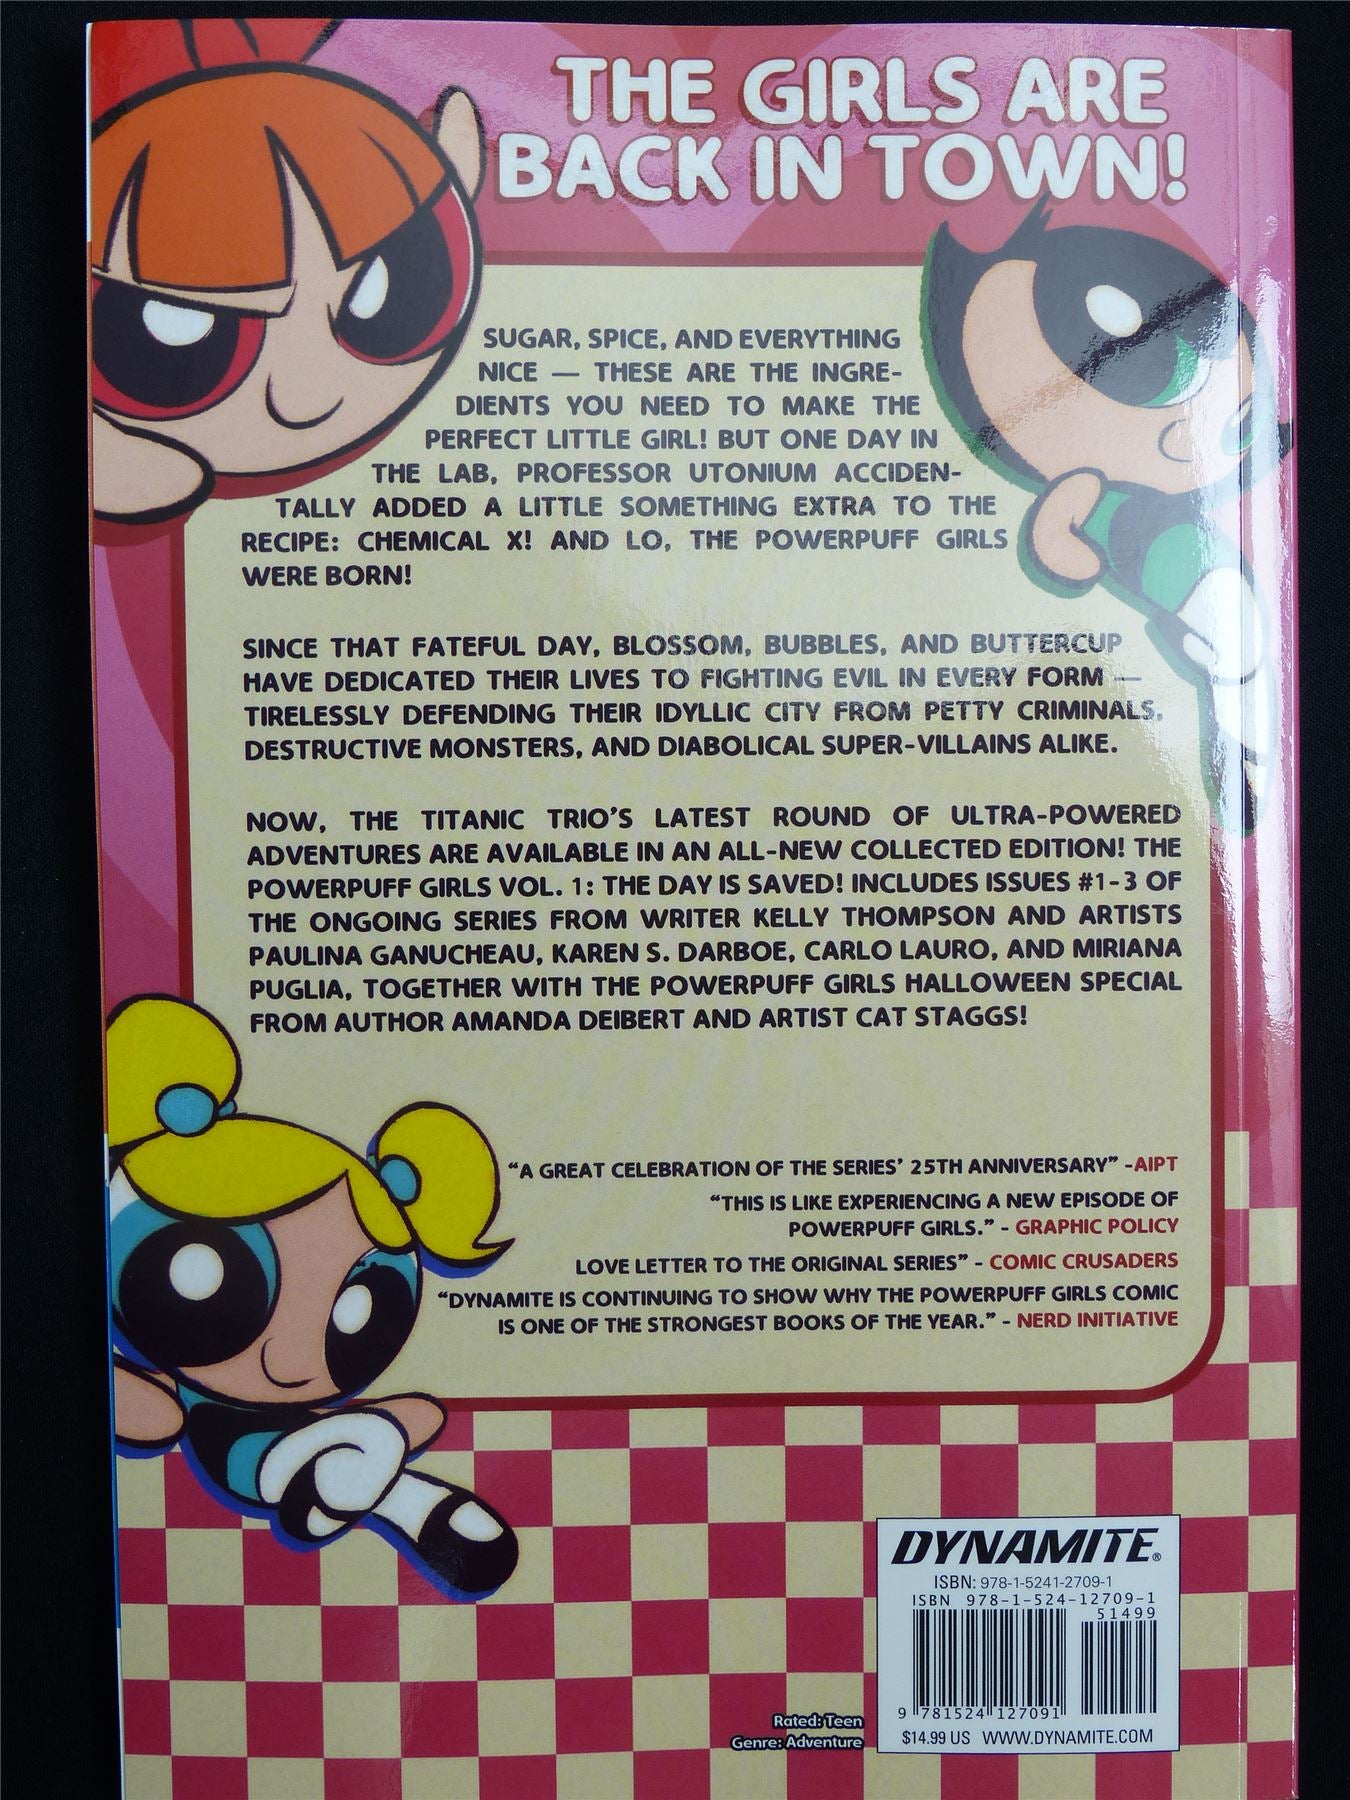 THE GIRLS ARE
BACK IN TOWN!
SUGAR, SPICE, AND EVERYTHING
NICE — THESE ARE THE INGRE-
DIENTS YOU NEED TO MAKE THE
PERFECT LITTLE GIRL! BUT ONE DAY IN
THE LAB, PROFESSOR UTONIUM ACCIDEN-
TALLY ADDED A LITTLE SOMETHING EXTRA TO THE
RECIPE: CHEMICAL X! AND LO, THE POWERPUFF GIRLS
WERE BORN!
SINCE THAT FATEFUL DAY, BLOSSOM, BUBBLES, AND BUTTERCUP
HAVE DEDICATED THEIR LIVES TO FIGHTING EVIL IN EVERY FORM —
TIRELESSLY DEFENDING THEIR IDYLLIC CITY FROM PETTY CRIMINALS,
DESTRUCTIVE MONSTERS, AND DIABOLICAL SUPER-VILLAINS ALIKE.
NOW, THE TITANIC TRIO'S LATEST ROUND OF ULTRA-POWERED
ADVENTURES ARE AVAILABLE IN AN ALL-NEW COLLECTED EDITION! THE
POWERPUFF GIRLS VOL. 1: THE DAY IS SAVED! INCLUDES ISSUES #1-3 OF
THE ONGOING SERIES FROM WRITER KELLY THOMPSON AND ARTISTS
PAULINA GANUCHEAU, KAREN S. DARBOE, CARLO LAURO, AND MIRIANA
PUGLIA, TOGETHER WITH THE POWERPUFF GIRLS HALLOWEEN SPECIAL
FROM AUTHOR AMANDA DEIBERT AND ARTIST CAT STAGGS!
“A GREAT CELEBRATION OF THE SERIES’ 25TH ANNIVERSARY” -AIPT
“THIS IS LIKE EXPERIENCING A NEW EPISODE OF
POWERPUFF GIRLS.” - GRAPHIC POLICY
LOVE LETTER TO THE ORIGINAL SERIES” - COMIC CRUSADERS
“DYNAMITE IS CONTINUING TO SHOW WHY THE POWERPUFF GIRLS COMIC
IS ONE OF THE STRONGEST BOOKS OF THE YEAR.” - NERD INITIATIVE
DYNAMITE®
ISBN: 978-1-5241-2709-1
ISBN 978-1-524-12709-1
51499
9 781524 127091
$14.99 US WWW.DYNAMITE.COM
Rated: Teen
Genre: Adventure